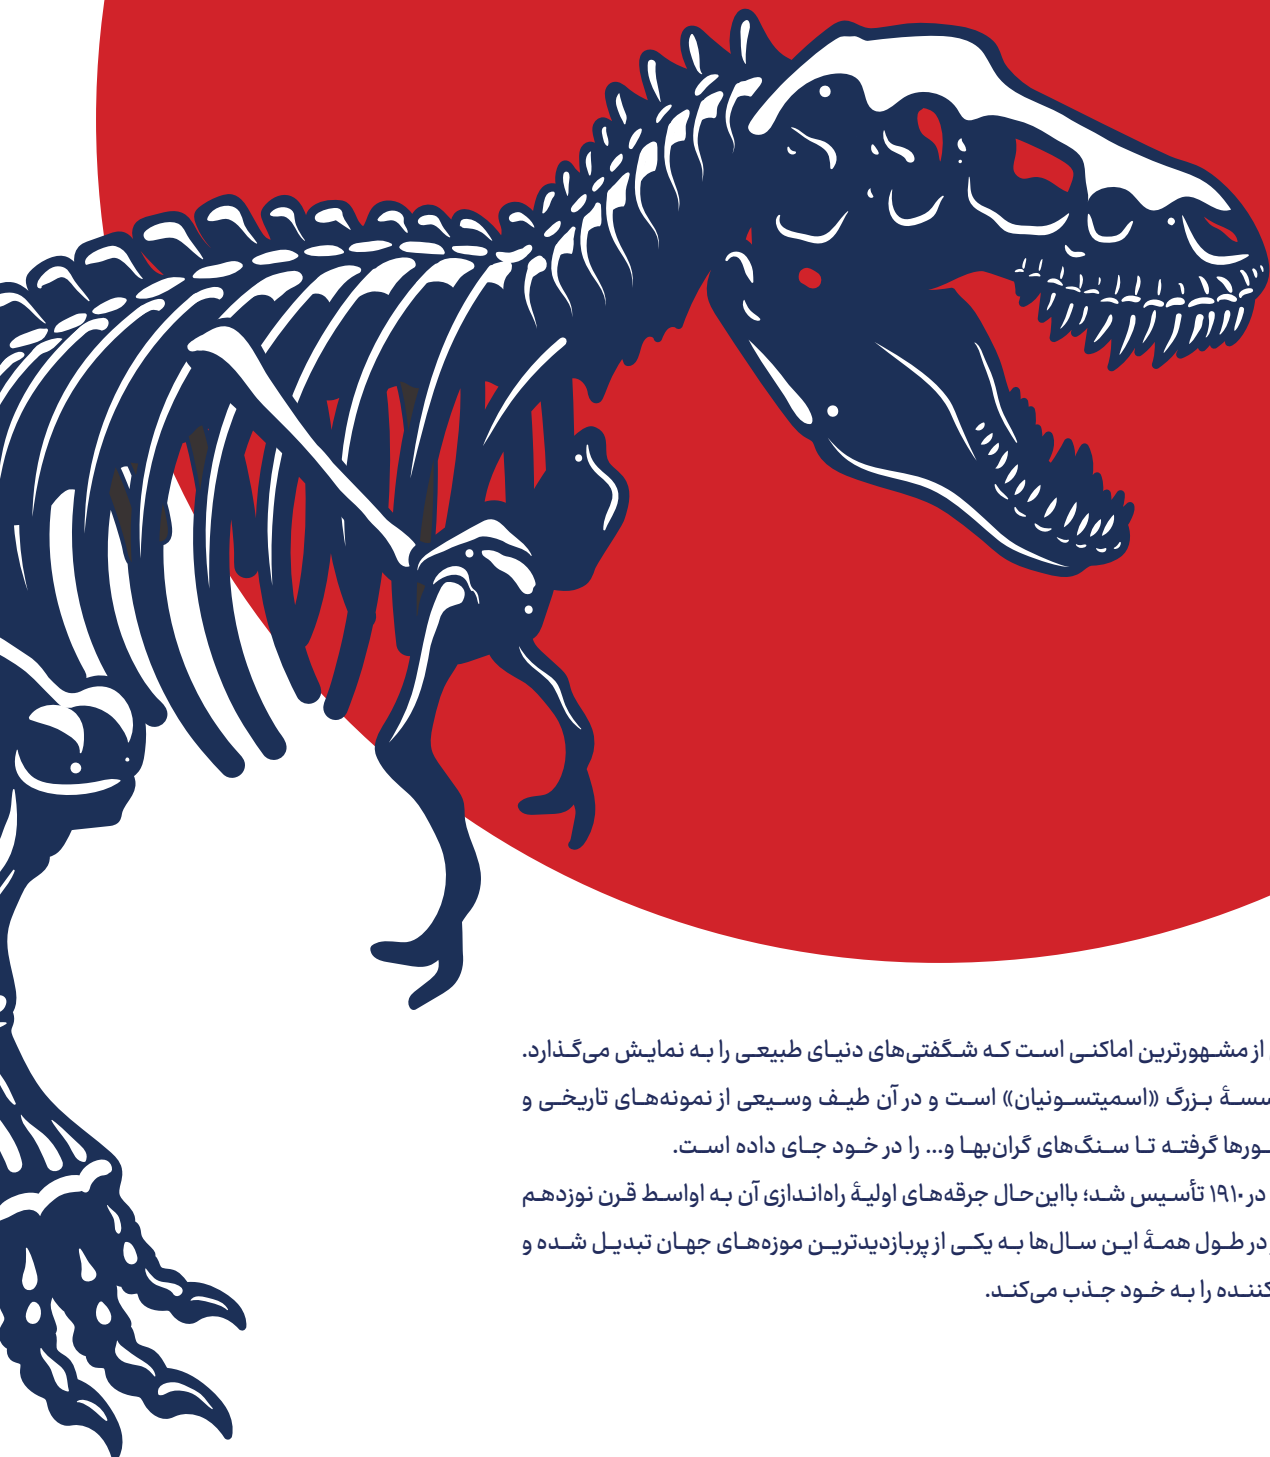 از مشهورترین اماکنی است که شگفتی‌های دنیای طبیعی را به نمایش می‌گذارد.
بزرگ «اسمیتسونیان» است و در آن طیف وسیعی از نمونه‌های تاریخی و
گرفته تا سنگ‌های گران‌بها و... را در خود جای داده است.
در ۱۹۱۰ تأسیس شد؛ بااین‌حال جرقه‌های اولیهٔ راه‌اندازی آن به اواسط قرن نوزدهم
در طول همهٔ این سال‌ها به یکی از پربازدیدترین موزه‌های جهان تبدیل شده و
را به خود جذب می‌کند.